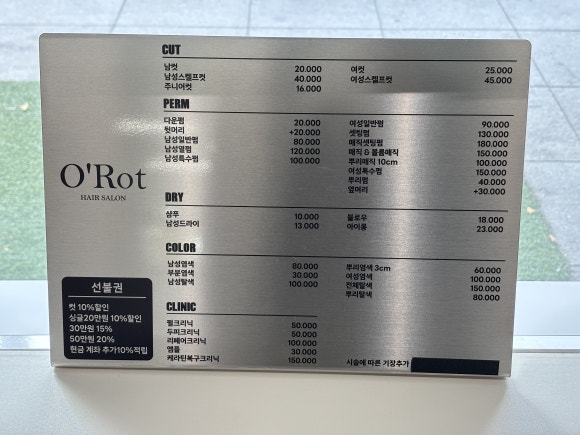 O'Rot
HAIR SALON
CUT
남컷 20.000
남성스켈프컷 40.000
주니어컷 16.000
여컷 25.000
여성스켈프컷 45.000
PERM
다운펌 20.000
뒷머리 +20.000
남성일반펌 80.000
남성열펌 120.000
남성특수펌 100.000
여성일반펌 90.000
셋팅펌 130.000
매직셋팅펌 180.000
매직 & 볼륨매직 150.000
뿌리매직 10cm 100.000
여성특수펌 150.000
뿌리펌 40.000
옆머리 +30.000
DRY
샴푸 10.000
남성드라이 13.000
블로우 18.000
아이롱 23.000
COLOR
남성염색 80.000
부분염색 30.000
남성탈색 100.000
뿌리염색 3cm 60.000
여성염색 100.000
전체탈색 150.000
뿌리탈색 80.000
CLINIC
헐크리닉 50.000
두피크리닉 50.000
리페어크리닉 100.000
앰플 30.000
케라틴복구크리닉 150.000
시술에 따른 기장추가
선불권
컷 10%할인
싱글20만원 10%할인
30만원 15%
50만원 20%
현금 계좌 추가10%적립